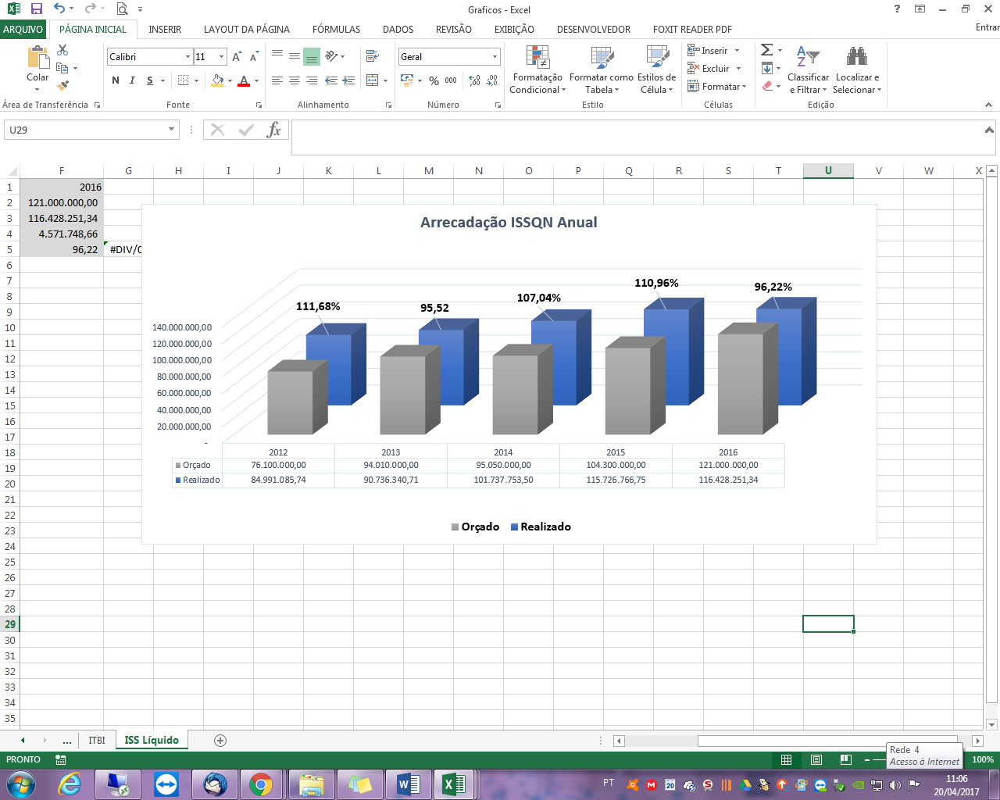 Graficos - Excel
ARQUIVO PÁGINA INICIAL INSERIR LAYOUT DA PÁGINA FÓRMULAS DADOS REVISÃO EXIBIÇÃO DESENVOLVEDOR FOXIT READER PDF Entrar
Colar
Calibri 11
N I S
Geral
% 000
Formatação Condicional
Formatar como Tabela
Estilos de Célula
Inserir
Excluir
Formatar
Classificar e Filtrar
Localizar e Selecionar
Área de Transferência Fonte Alinhamento Número Estilo Células Edição
U29
fx
F G H I J K L M N O P Q R S T U V W X
1 2016
2 121.000.000,00
3 116.428.251,34
4 4.571.748,66
5 96,22 #DIV/0
6
7
8
9
10
11
12
13
14
15
16
17
18
19
20
21
22
23
24
25
26
27
28
29
30
31
32
33
34
35
Arrecadação ISSQN Anual
111,68% 95,52 107,04% 110,96% 96,22%
140.000.000,00
120.000.000,00
100.000.000,00
80.000.000,00
60.000.000,00
40.000.000,00
20.000.000,00
-
2012 2013 2014 2015 2016
Orçado 76.100.000,00 94.010.000,00 95.050.000,00 104.300.000,00 121.000.000,00
Realizado 84.991.085,74 90.736.340,71 101.737.753,50 115.726.766,75 116.428.251,34
Orçado Realizado
... ITBI ISS Líquido
Rede 4
Acesso à Internet
PRONTO 100%
PT 11:06
20/04/2017